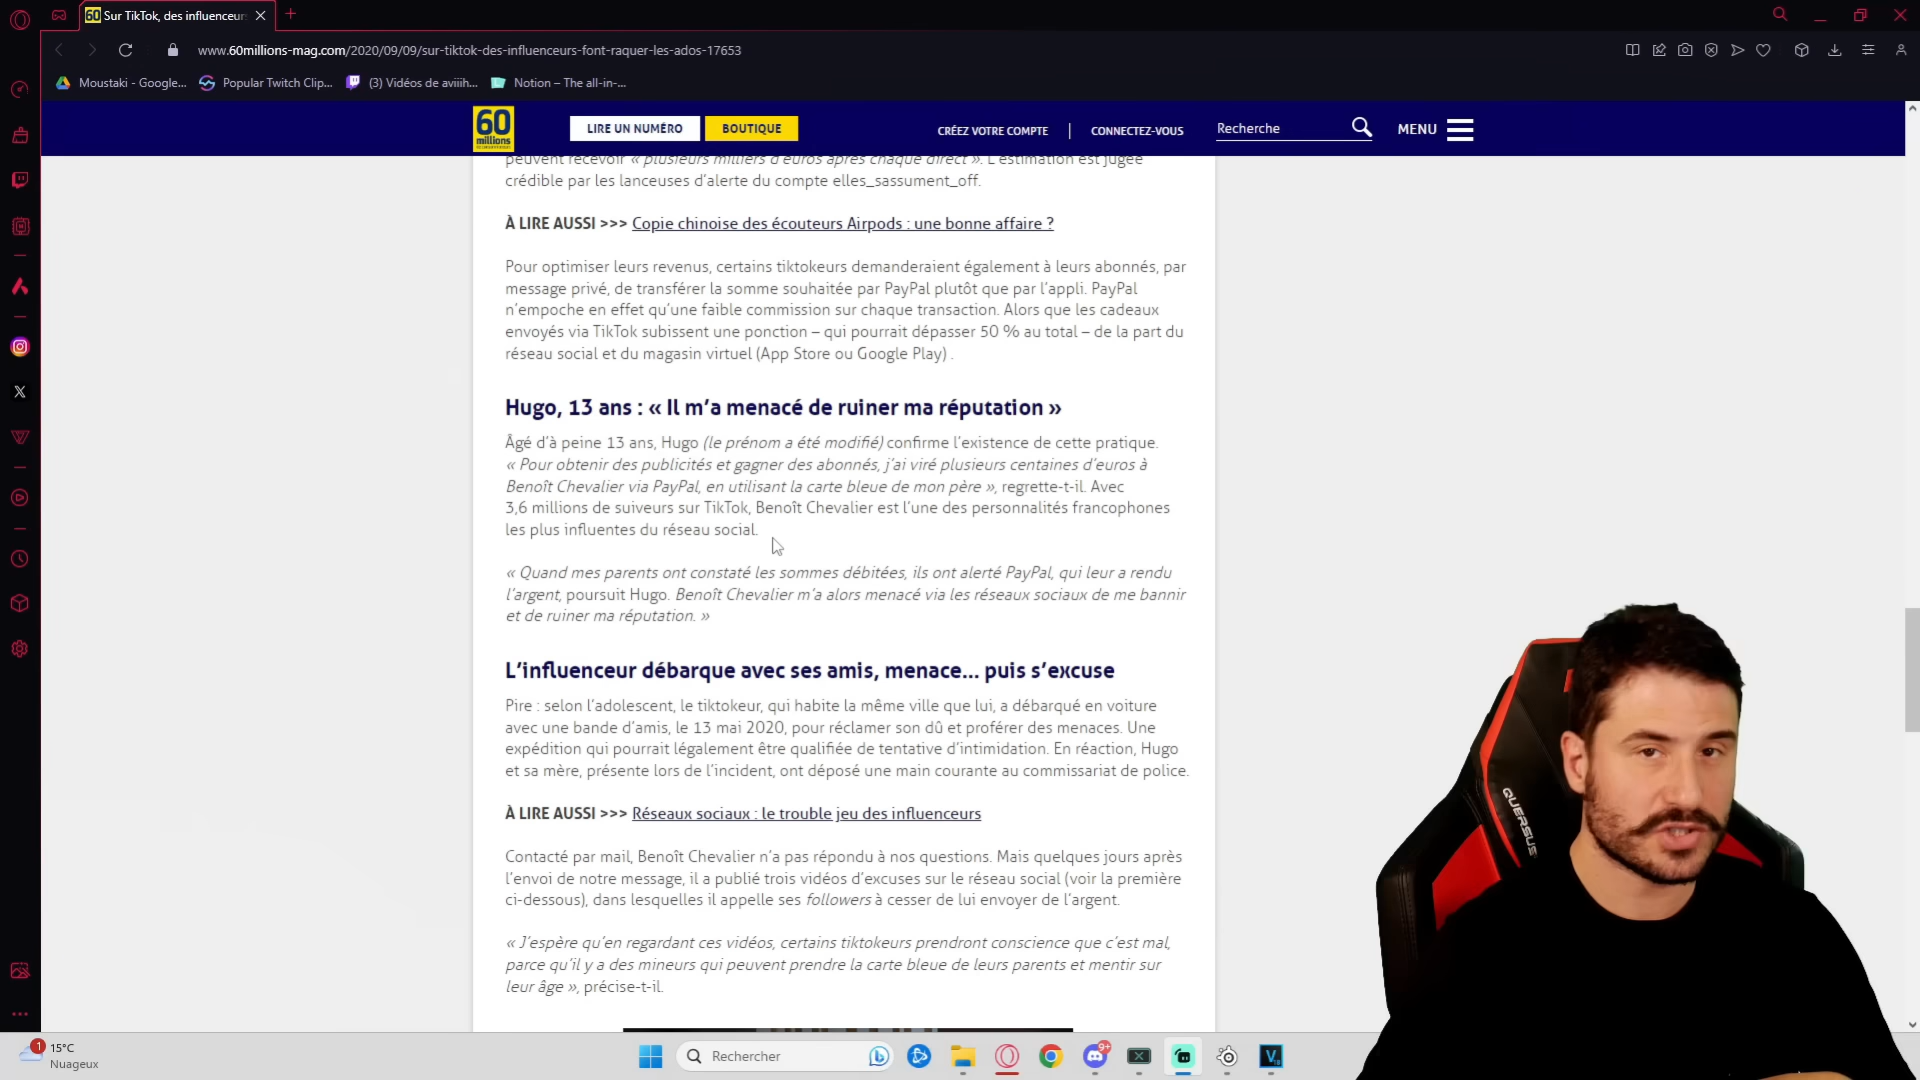 Sur TikTok, des influenceur
www.60millions-mag.com/2020/09/09/sur-tiktok-des-influenceurs-font-raquer-les-ados-17653
Moustaki - Google...
Popular Twitch Clip...
(3) Vidéos de aviiih...
Notion – The all-in-...
60
millions
LIRE UN NUMÉRO
BOUTIQUE
CRÉEZ VOTRE COMPTE
CONNECTEZ-VOUS
Recherche
MENU
peuvent recevoir « plusieurs milliers d'euros après chaque direct ». L'estimation est jugée
crédible par les lanceuses d'alerte du compte elles_sassument_off.
À LIRE AUSSI >>> Copie chinoise des écouteurs Airpods : une bonne affaire ?
Pour optimiser leurs revenus, certains tiktokeurs demanderaient également à leurs abonnés, par
message privé, de transférer la somme souhaitée par PayPal plutôt que par l'appli. PayPal
n'empoche en effet qu'une faible commission sur chaque transaction. Alors que les cadeaux
envoyés via TikTok subissent une ponction – qui pourrait dépasser 50 % au total – de la part du
réseau social et du magasin virtuel (App Store ou Google Play) .
Hugo, 13 ans : « Il m'a menacé de ruiner ma réputation »
Âgé d'à peine 13 ans, Hugo (le prénom a été modifié) confirme l'existence de cette pratique.
« Pour obtenir des publicités et gagner des abonnés, j'ai viré plusieurs centaines d'euros à
Benoît Chevalier via PayPal, en utilisant la carte bleue de mon père », regrette-t-il. Avec
3,6 millions de suiveurs sur TikTok, Benoît Chevalier est l'une des personnalités francophones
les plus influentes du réseau social.
« Quand mes parents ont constaté les sommes débitées, ils ont alerté PayPal, qui leur a rendu
l'argent, poursuit Hugo. Benoît Chevalier m'a alors menacé via les réseaux sociaux de me bannir
et de ruiner ma réputation. »
L'influenceur débarque avec ses amis, menace... puis s'excuse
Pire : selon l'adolescent, le tiktokeur, qui habite la même ville que lui, a débarqué en voiture
avec une bande d'amis, le 13 mai 2020, pour réclamer son dû et proférer des menaces. Une
expédition qui pourrait légalement être qualifiée de tentative d'intimidation. En réaction, Hugo
et sa mère, présente lors de l'incident, ont déposé une main courante au commissariat de police.
À LIRE AUSSI >>> Réseaux sociaux : le trouble jeu des influenceurs
Contacté par mail, Benoît Chevalier n'a pas répondu à nos questions. Mais quelques jours après
l'envoi de notre message, il a publié trois vidéos d'excuses sur le réseau social (voir la première
ci-dessous), dans lesquelles il appelle ses followers à cesser de lui envoyer de l'argent.
« J'espère qu'en regardant ces vidéos, certains tiktokeurs prendront conscience que c'est mal,
parce qu'il y a des mineurs qui peuvent prendre la carte bleue de leurs parents et mentir sur
leur âge », précise-t-il.
QUERSUS
1
15°C
Nuageux
Rechercher
9+